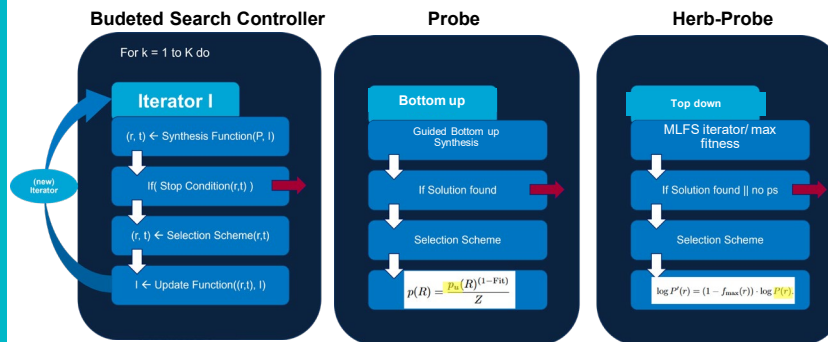 Budeted Search Controller
Probe
Herb-Probe
For k = 1 to K do
Iterator I
(r, t) ← Synthesis Function(P, I)
If( Stop Condition(r,t) )
(r, t) ← Selection Scheme(r,t)
I ← Update Function((r,t), I)
(new)
Iterator
Bottom up
Guided Bottom up
Synthesis
If Solution found
Selection Scheme
p(R) = p_u(R)^(1−Fit) / Z
Top down
MLFS iterator/ max
fitness
If Solution found || no ps
Selection Scheme
log P′(r) = (1 − f_max(r)) · log P(r).